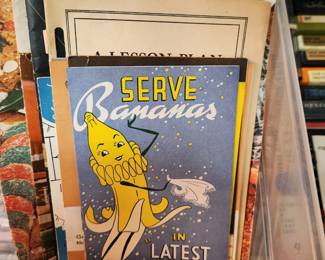 A LESSON PLAN
SERVE
Bananas
IN
LATEST